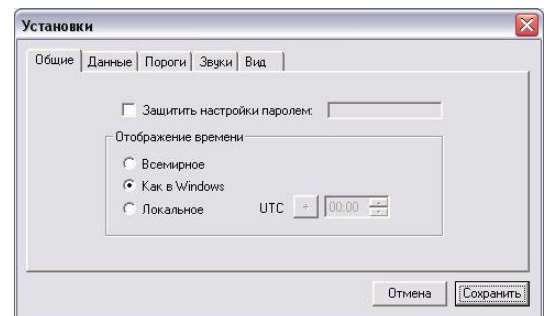 Установки
Общие Данные Пороги Звуки Вид
Защитить настройки паролем:
Отображение времени
Всемирное
Как в Windows
Локальное UTC + 00:00
Отмена Сохранить